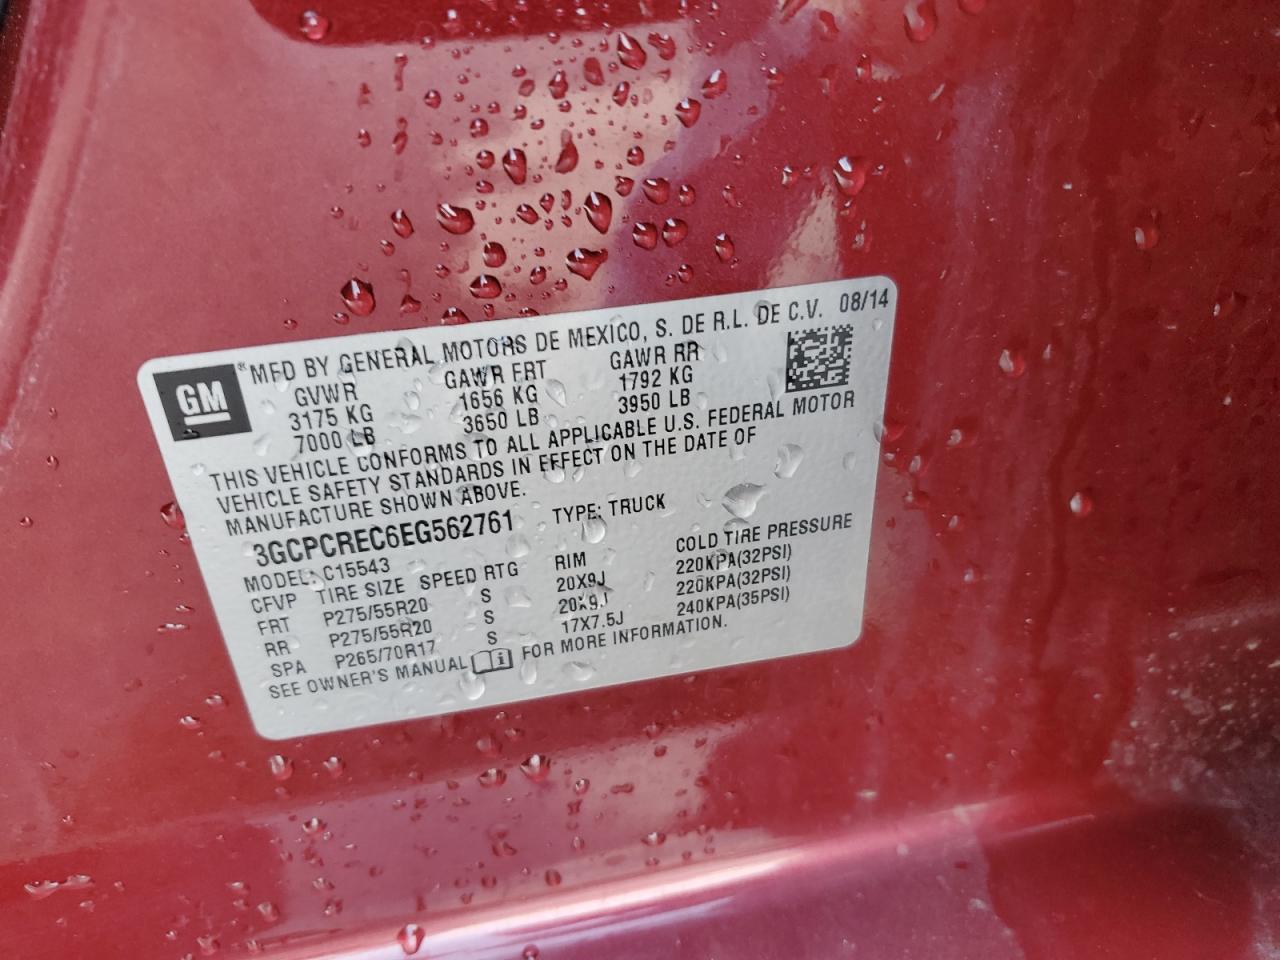 GM ® MFD BY GENERAL MOTORS DE MEXICO, S. DE R.L. DE C.V. 08/14
GVWR GAWR FRT GAWR RR
3175 KG 1656 KG 1792 KG
7000 LB 3650 LB 3950 LB
THIS VEHICLE CONFORMS TO ALL APPLICABLE U.S. FEDERAL MOTOR
VEHICLE SAFETY STANDARDS IN EFFECT ON THE DATE OF
MANUFACTURE SHOWN ABOVE.
3GCPCREC6EG562761 TYPE: TRUCK
MODEL: C15543
CFVP TIRE SIZE SPEED RTG RIM COLD TIRE PRESSURE
FRT P275/55R20 S 20X9J 220KPA(32PSI)
RR P275/55R20 S 20X9J 220KPA(32PSI)
SPA P265/70R17 S 17X7.5J 240KPA(35PSI)
SEE OWNER'S MANUAL FOR MORE INFORMATION.